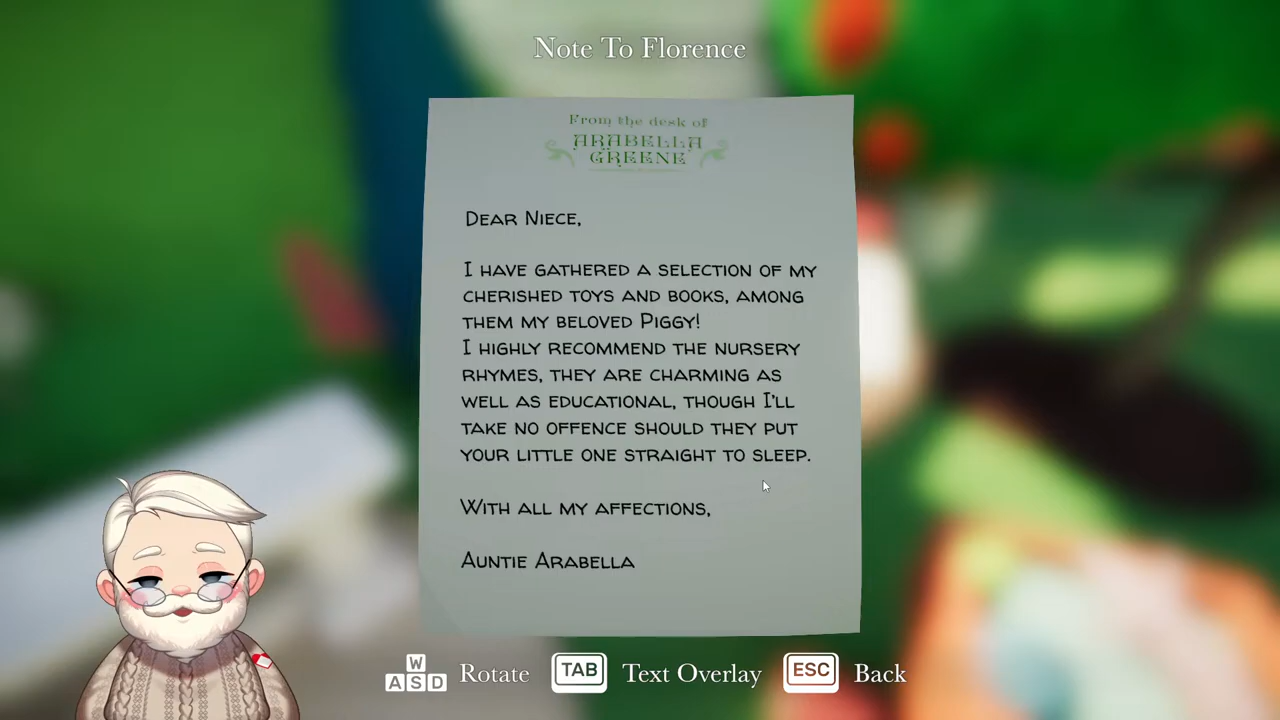 Note To Florence
From the desk of
ARABELLA
GREENE
DEAR NIECE,
I HAVE GATHERED A SELECTION OF MY
CHERISHED TOYS AND BOOKS, AMONG
THEM MY BELOVED PIGGY!
I HIGHLY RECOMMEND THE NURSERY
RHYMES, THEY ARE CHARMING AS
WELL AS EDUCATIONAL, THOUGH I'LL
TAKE NO OFFENCE SHOULD THEY PUT
YOUR LITTLE ONE STRAIGHT TO SLEEP.
WITH ALL MY AFFECTIONS,
AUNTIE ARABELLA
W
A S D Rotate TAB Text Overlay ESC Back